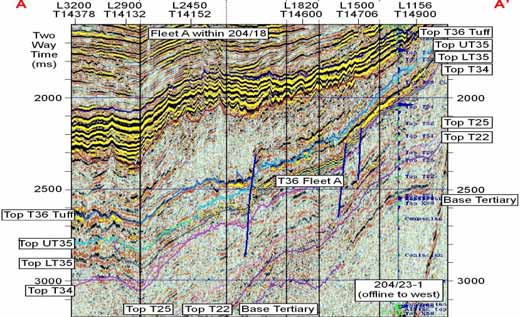 A A'
L3200 L2900 L2450 L1820 L1500 L1156
T14378 T14132 T14152 T14600 T14706 T14900
Two
Way
Time
(ms)
Fleet A within 204/18
Top T36 Tuff
Top UT35
Top LT35
Top T34
2000
Top T25
Top T22
T36 Fleet A
2500
Base Tertiary
Top T36 Tuff
Top UT35
Top LT35
3000
Top T34
204/23-1
(offline to west)
Top T25 Top T22 Base Tertiary